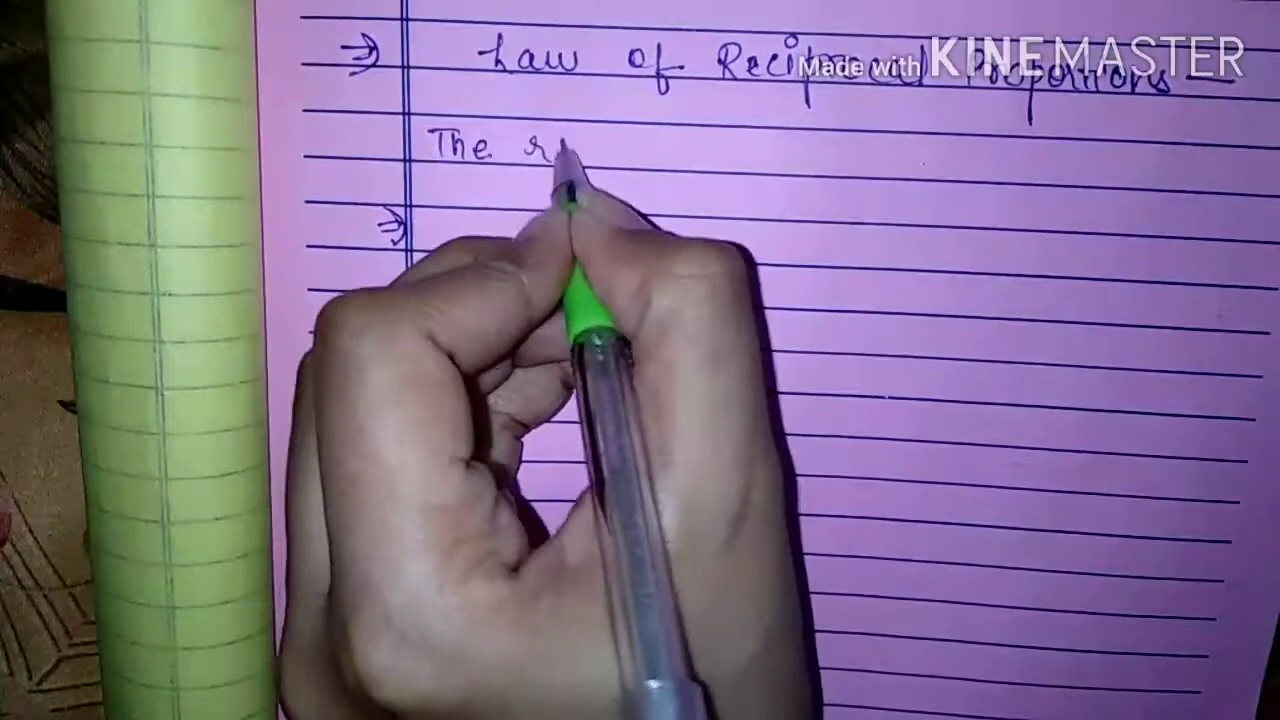 → Law of Reciprocal Proportions —
Made with KINEMASTER
The r
→